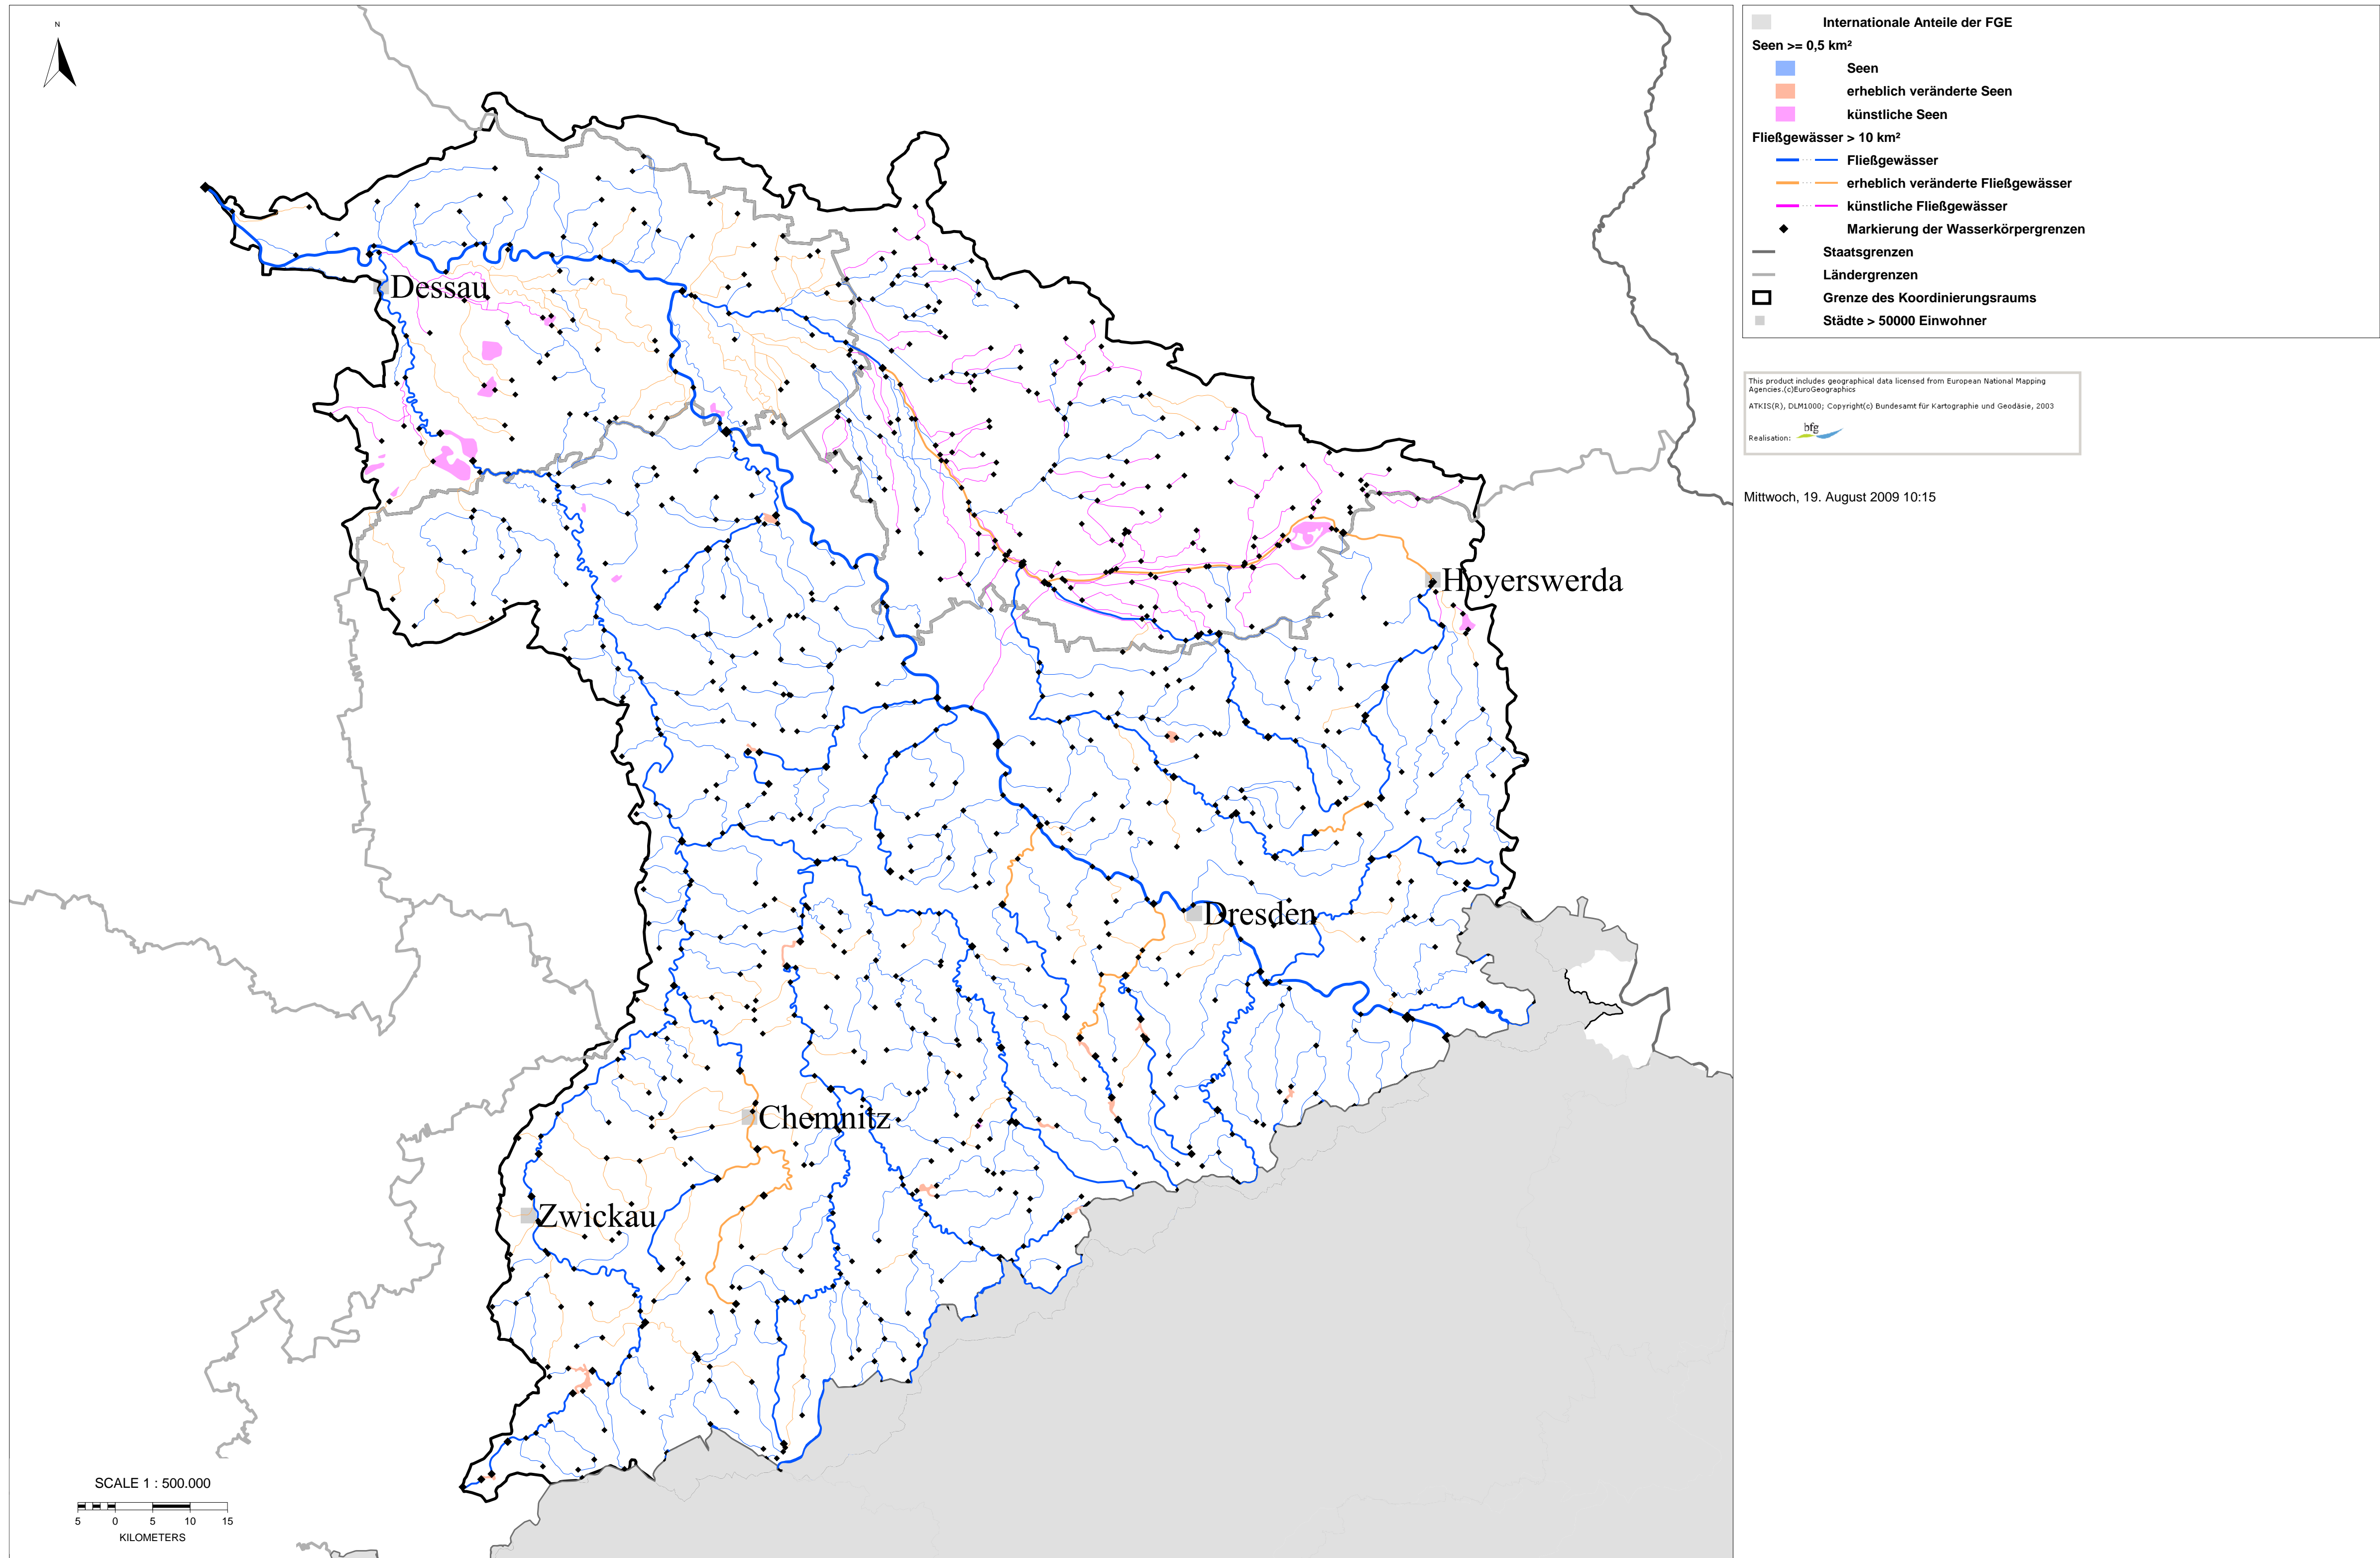 N
Dessau
Hoyerswerda
Dresden
Chemnitz
Zwickau
SCALE 1 : 500.000
5 0 5 10 15
KILOMETERS
Internationale Anteile der FGE
Seen >= 0,5 km²
Seen
erheblich veränderte Seen
künstliche Seen
Fließgewässer > 10 km²
Fließgewässer
erheblich veränderte Fließgewässer
künstliche Fließgewässer
Markierung der Wasserkörpergrenzen
Staatsgrenzen
Ländergrenzen
Grenze des Koordinierungsraums
Städte > 50000 Einwohner
This product includes geographical data licensed from European National Mapping
Agencies.(c)EuroGeographics
ATKIS(R), DLM1000; Copyright(c) Bundesamt für Kartographie und Geodäsie, 2003
Realisation: bfg
Mittwoch, 19. August 2009 10:15